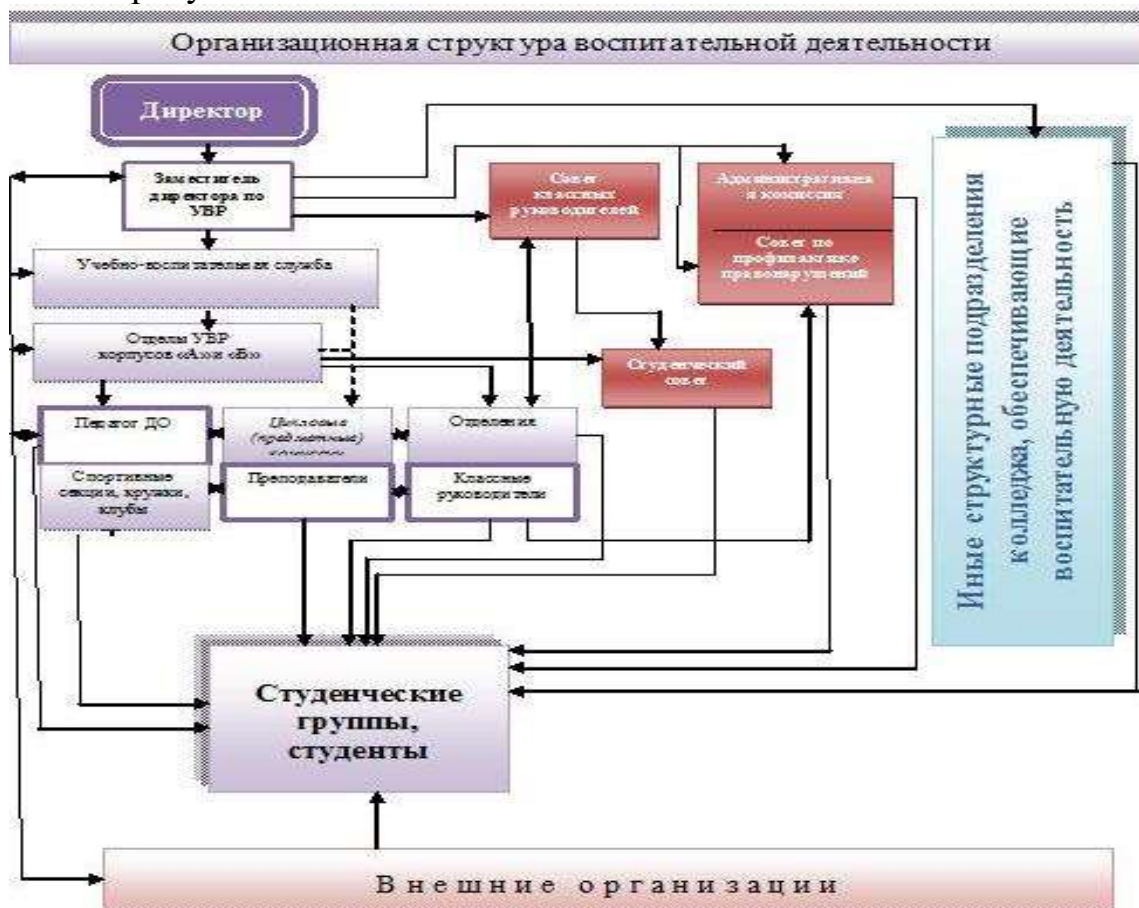 Организационная структура воспитательной деятельности
Директор
Заместитель
директора по
УВР
Совет
классных
руководителей
Административна
я комиссия
Совет по
профилактике
правонарушений
Учебно-воспитательная служба
Отделы УВР
корпусов «А» и «Б»
Студенческий
совет
Педагог ДО
Цикловые
(предметные)
комиссии
Отделения
Спортивные
секции, кружки,
клубы
Преподаватели
Классные
руководители
Иные структурные подразделения
колледжа, обеспечивающие
воспитательную деятельность
Студенческие
группы,
студенты
Внешние организации